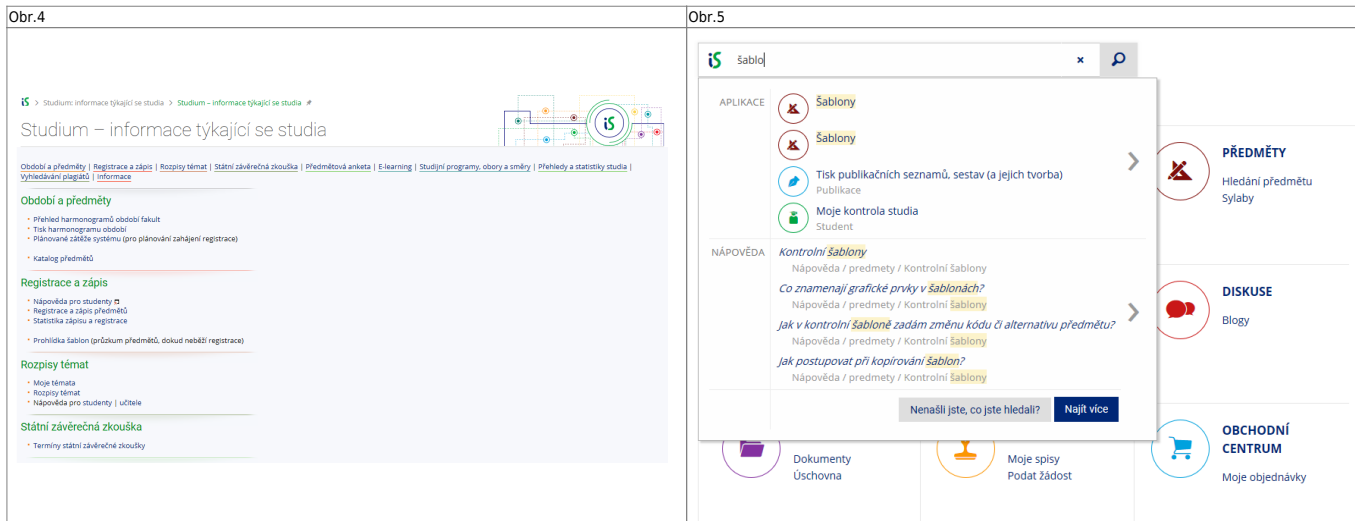 Obr.4
iS > Studium: informace týkající se studia > Studium – informace týkající se studia
Studium – informace týkající se studia
iS
Období a předměty | Registrace a zápis | Rozpisy témat | Státní závěrečná zkouška | Předmětová anketa | E-learning | Studijní programy, obory a směry | Přehledy a statistiky studia |
Vyhledávání plagiátů | Informace
Období a předměty
Přehled harmonogramů období fakult
Tisk harmonogramu období
Plánované zátěže systému (pro plánování zahájení registrace)
Katalog předmětů
Registrace a zápis
Nápověda pro studenty
Registrace a zápis předmětů
Statistika zápisu a registrace
Prohlídka šablon (průzkum předmětů, dokud neběží registrace)
Rozpisy témat
Moje témata
Rozpisy témat
Nápověda pro studenty | učitele
Státní závěrečná zkouška
Termíny státní závěrečné zkoušky
Obr.5
iS šablo
APLIKACE
Šablony
Šablony
Tisk publikačních seznamů, sestav (a jejich tvorba)
Publikace
Moje kontrola studia
Student
NÁPOVĚDA
Kontrolní šablony
Nápověda / predmety / Kontrolní šablony
Co znamenají grafické prvky v šablonách?
Nápověda / predmety / Kontrolní šablony
Jak v kontrolní šabloně zadám změnu kódu či alternativu předmětu?
Nápověda / predmety / Kontrolní šablony
Jak postupovat při kopírování šablon?
Nápověda / predmety / Kontrolní šablony
Nenašli jste, co jste hledali?
Najít více
PŘEDMĚTY
Hledání předmětu
Sylaby
DISKUSE
Blogy
Dokumenty
Úschovna
Moje spisy
Podat žádost
OBCHODNÍ
CENTRUM
Moje objednávky